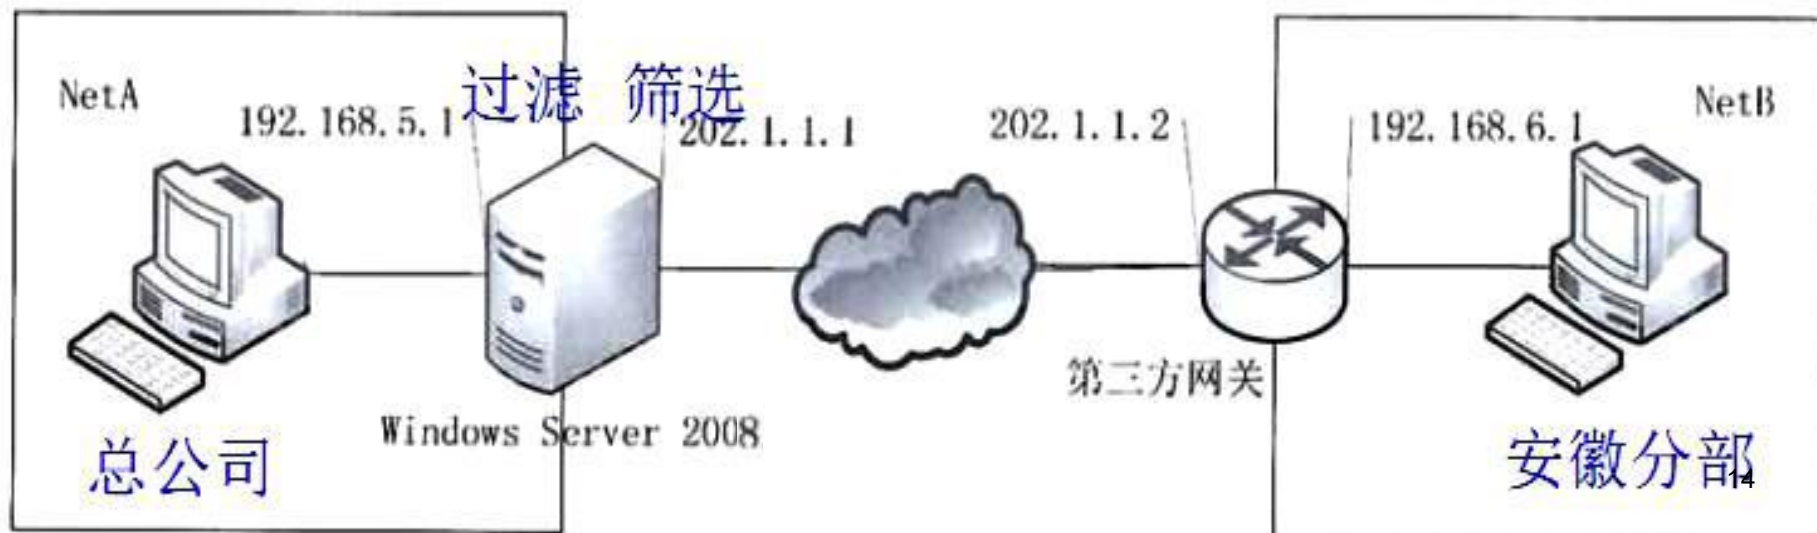 NetA
过滤 筛选
192.168.5.1
202.1.1.1
202.1.1.2
192.168.6.1
NetB
第三方网关
Windows Server 2008
总公司
安徽分部
14